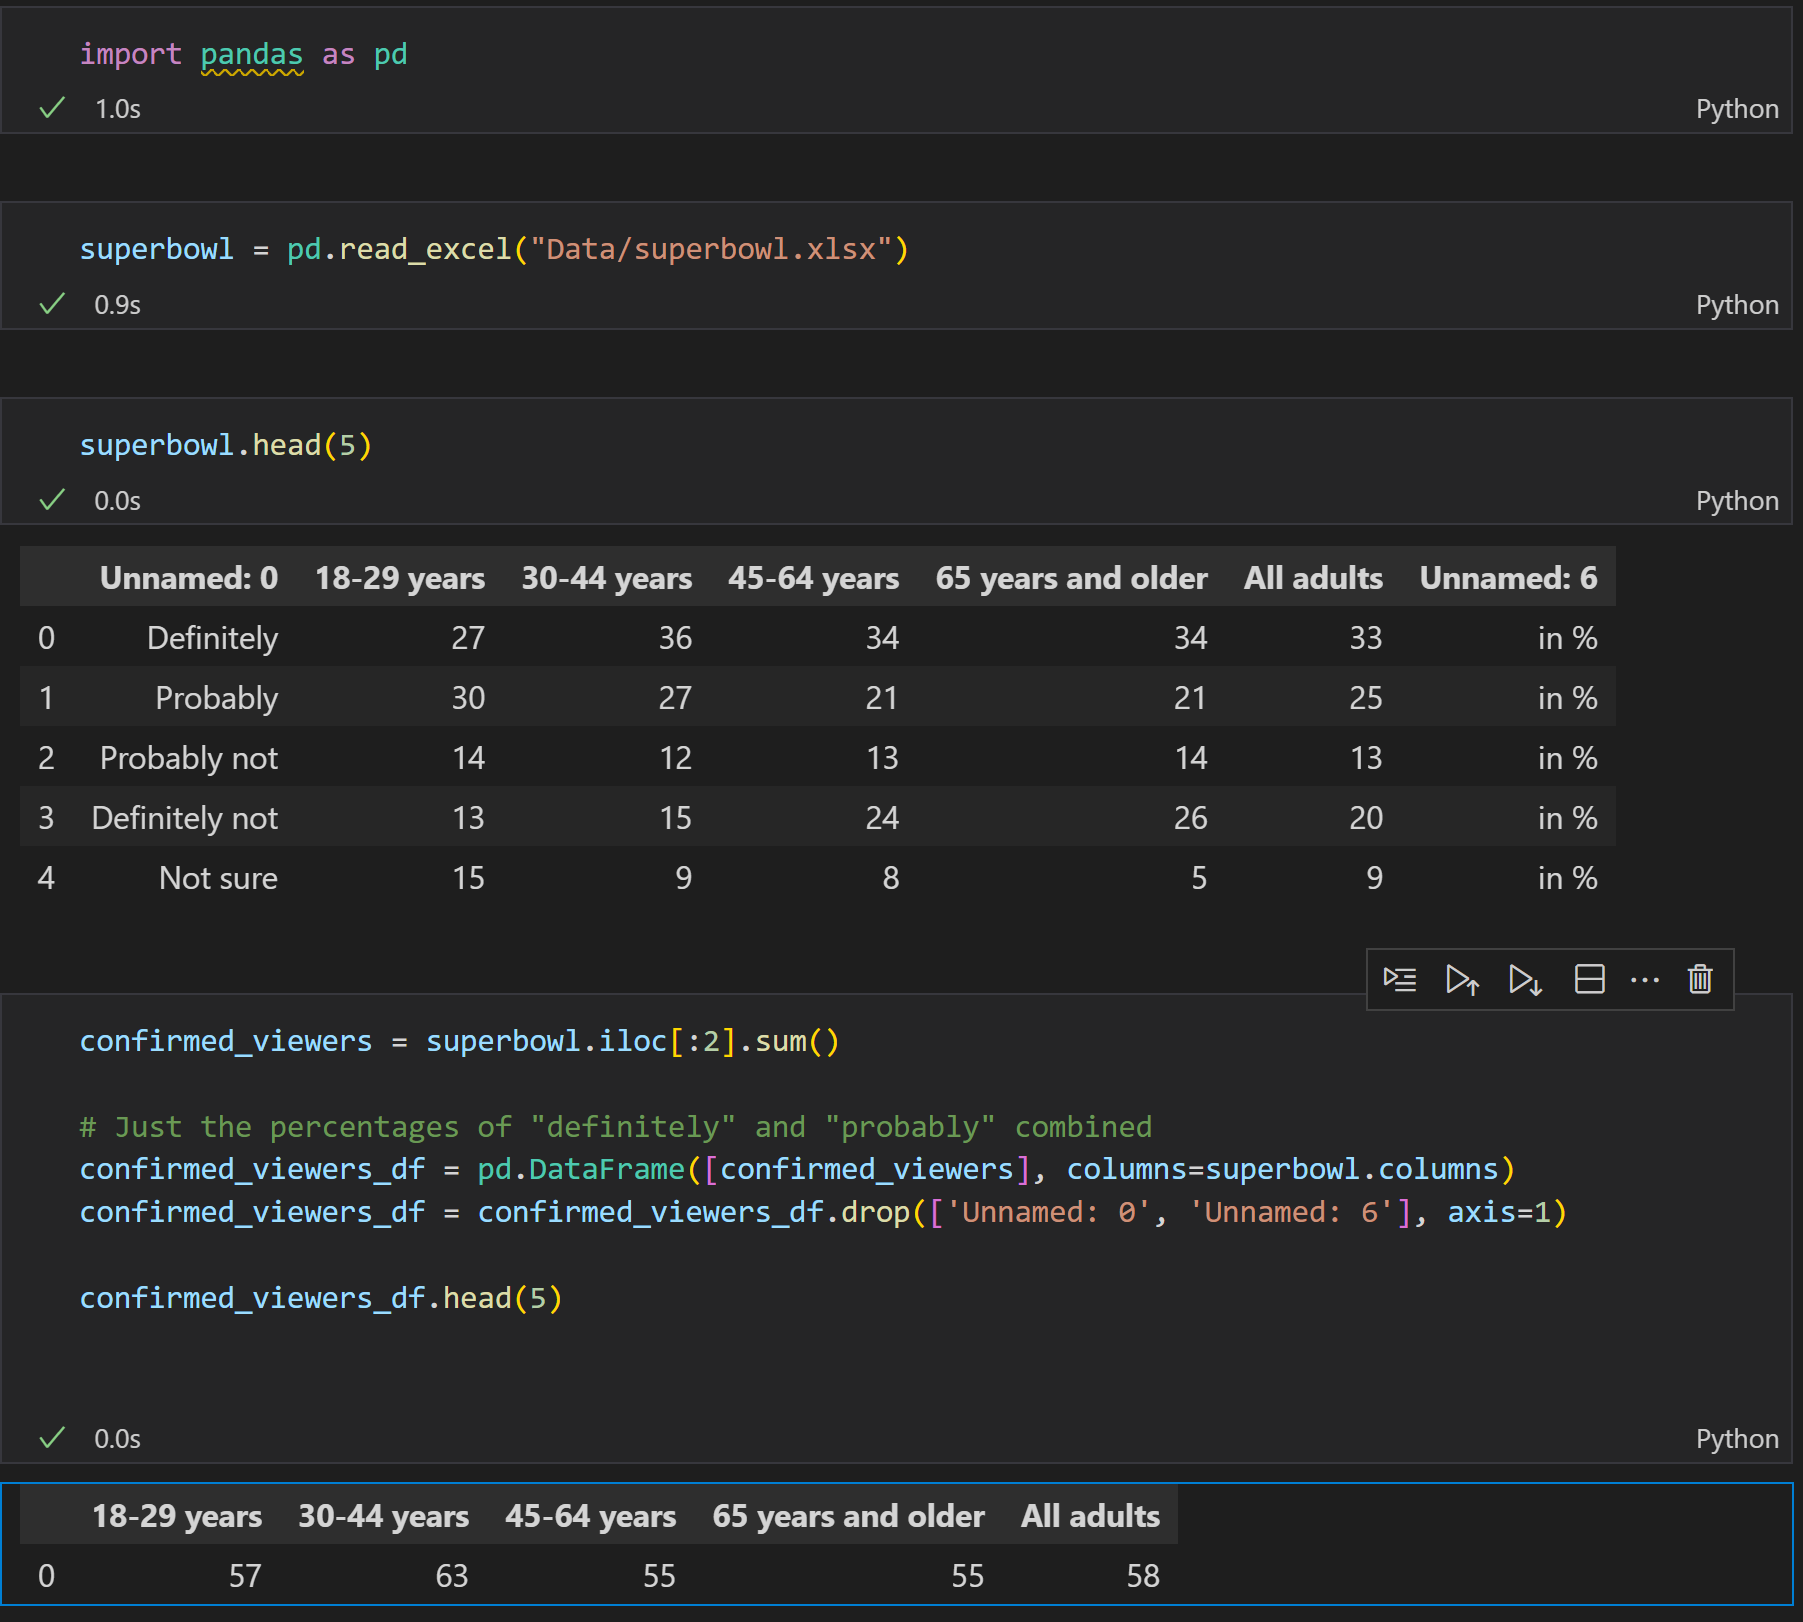 import pandas as pd
1.0s Python
superbowl = pd.read_excel("Data/superbowl.xlsx")
0.9s Python
superbowl.head(5)
0.0s Python
Unnamed: 0 18-29 years 30-44 years 45-64 years 65 years and older All adults Unnamed: 6
0 Definitely 27 36 34 34 33 in %
1 Probably 30 27 21 21 25 in %
2 Probably not 14 12 13 14 13 in %
3 Definitely not 13 15 24 26 20 in %
4 Not sure 15 9 8 5 9 in %
confirmed_viewers = superbowl.iloc[:2].sum()
# Just the percentages of "definitely" and "probably" combined
confirmed_viewers_df = pd.DataFrame([confirmed_viewers], columns=superbowl.columns)
confirmed_viewers_df = confirmed_viewers_df.drop(['Unnamed: 0', 'Unnamed: 6'], axis=1)
confirmed_viewers_df.head(5)
0.0s Python
18-29 years 30-44 years 45-64 years 65 years and older All adults
0 57 63 55 55 58